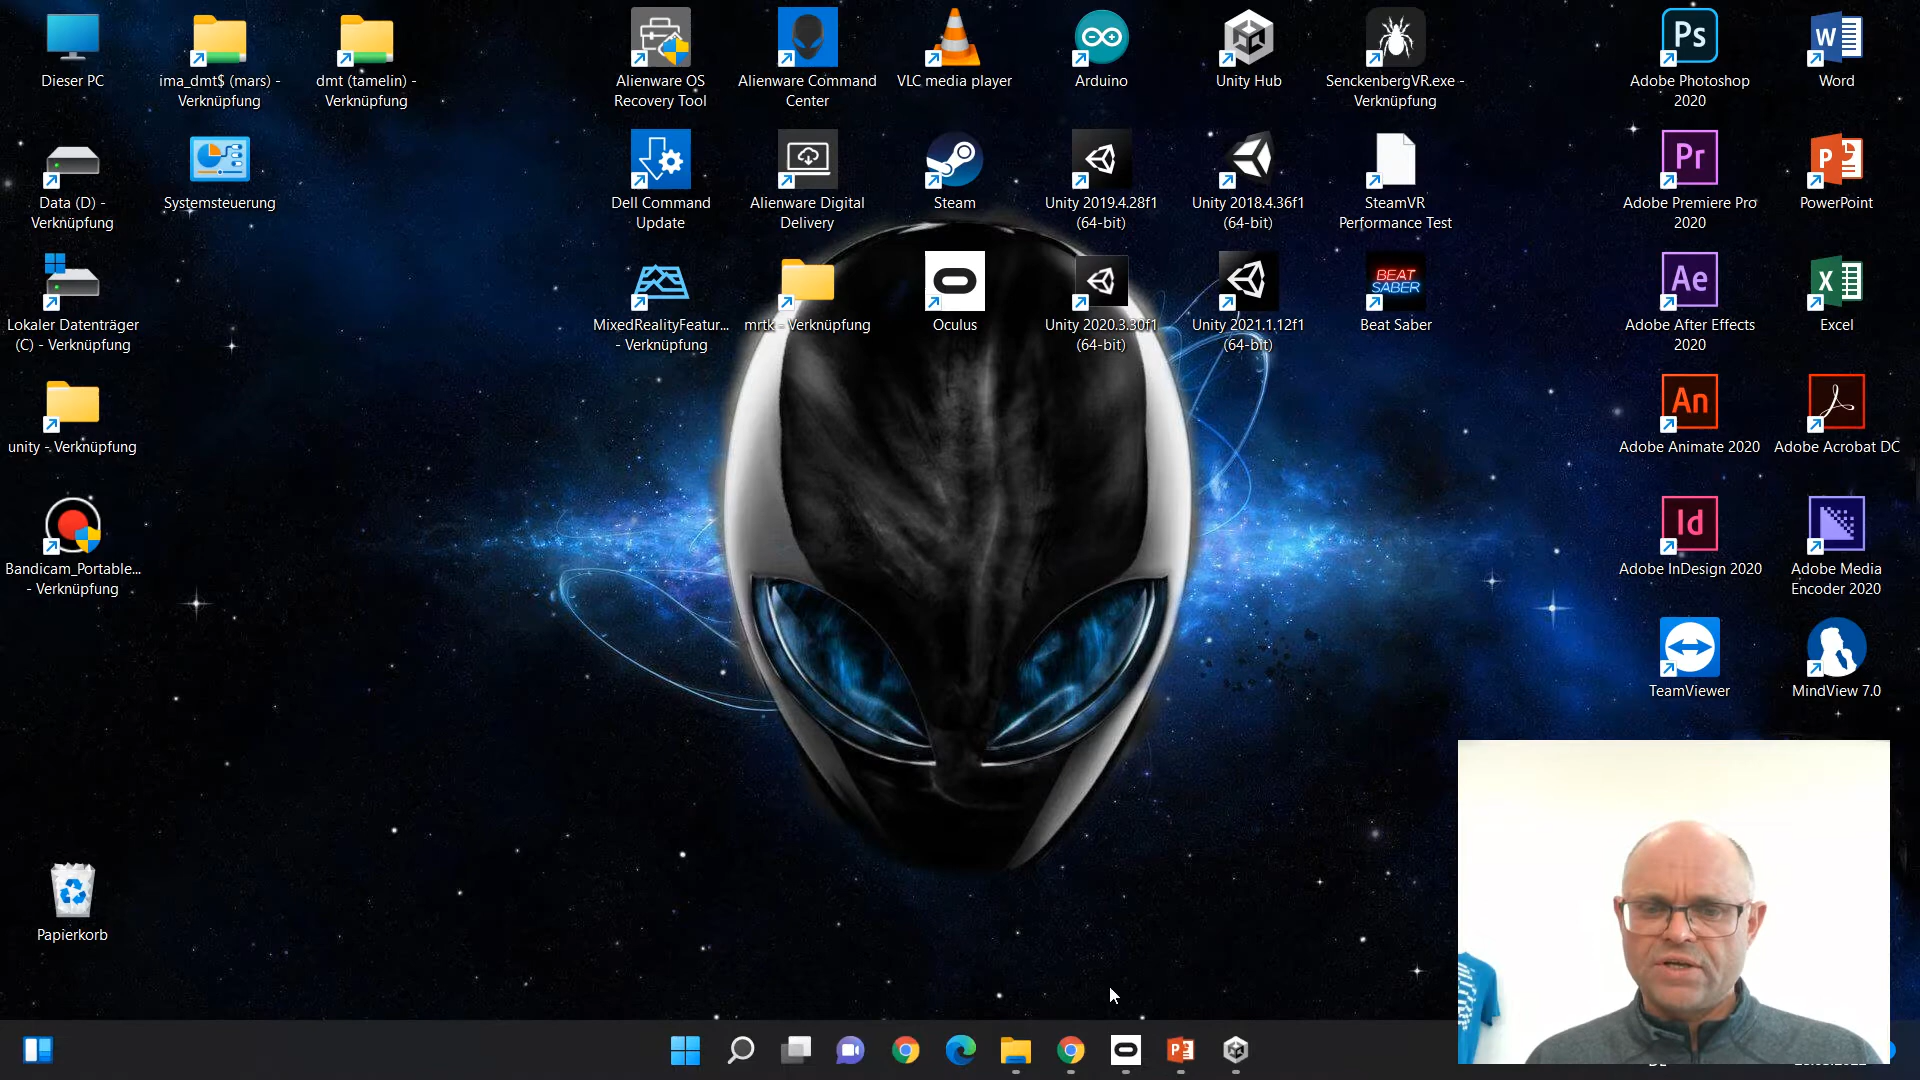 Dieser PC
ima_dmt$ (mars) -
Verknüpfung
dmt (tamelin) -
Verknüpfung
Alienware OS
Recovery Tool
Alienware Command
Center
VLC media player
Arduino
Unity Hub
SenckenbergVR.exe -
Verknüpfung
Ps
Adobe Photoshop
2020
W
Word
Data (D) -
Verknüpfung
Systemsteuerung
Dell Command
Update
Alienware Digital
Delivery
Steam
Unity 2019.4.28f1
(64-bit)
Unity 2018.4.36f1
(64-bit)
SteamVR
Performance Test
Pr
Adobe Premiere Pro
2020
P
PowerPoint
Lokaler Datenträger
(C) - Verknüpfung
MixedRealityFeatur...
- Verknüpfung
mrtk - Verknüpfung
Oculus
Unity 2020.3.30f1
(64-bit)
Unity 2021.1.12f1
(64-bit)
BEAT
SABER
Beat Saber
Ae
Adobe After Effects
2020
X
Excel
unity - Verknüpfung
An
Adobe Animate 2020
Adobe Acrobat DC
Bandicam_Portable...
- Verknüpfung
Id
Adobe InDesign 2020
Adobe Media
Encoder 2020
TeamViewer
MindView 7.0
Papierkorb
P